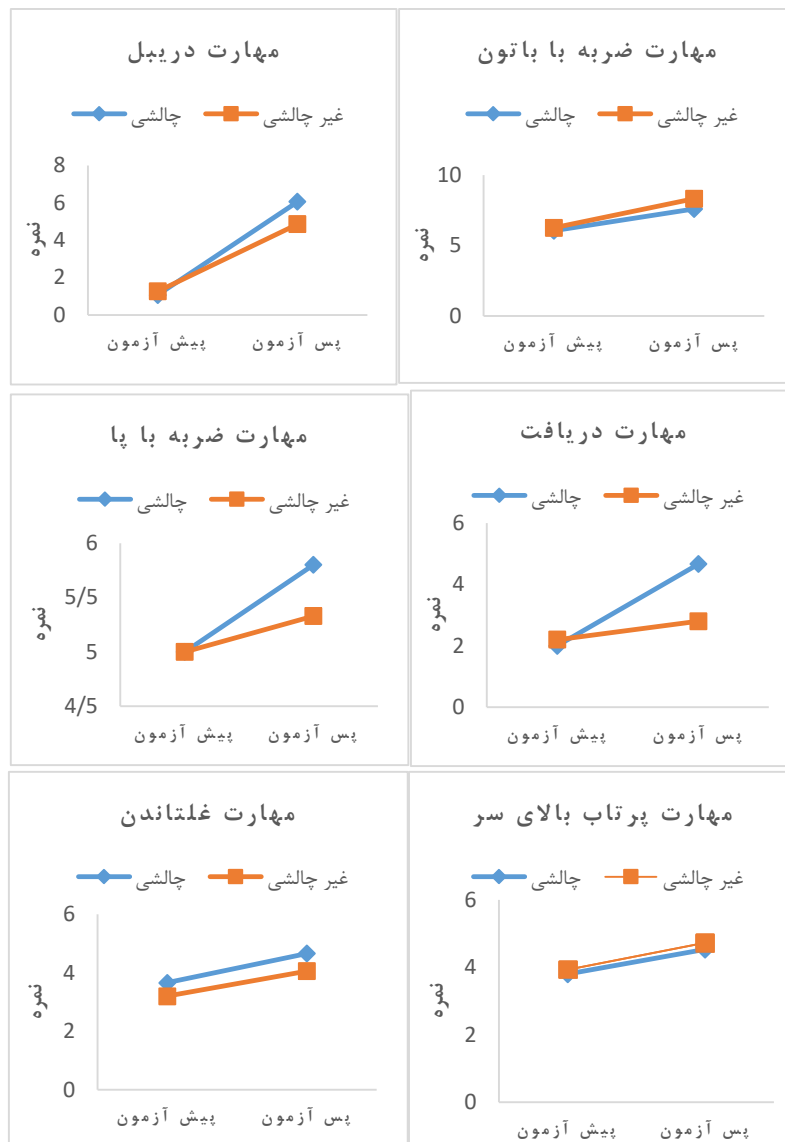 مهارت دریبل
چالشی
غیر چالشی
8
6
4
2
0
نمره
پیش آزمون
پس آزمون
مهارت ضربه با باتون
چالشی
غیر چالشی
10
5
0
نمره
پیش آزمون
پس آزمون
مهارت ضربه با پا
چالشی
غیر چالشی
6
5/5
5
4/5
نمره
پیش آزمون
پس آزمون
مهارت دریافت
چالشی
غیر چالشی
6
4
2
0
نمره
پیش آزمون
پس آزمون
مهارت غلتاندن
چالشی
غیر چالشی
6
4
2
0
نمره
پیش آزمون
پس آزمون
مهارت پرتاب بالای سر
چالشی
غیر چالشی
6
4
2
0
نمره
پیش آزمون
پس آزمون